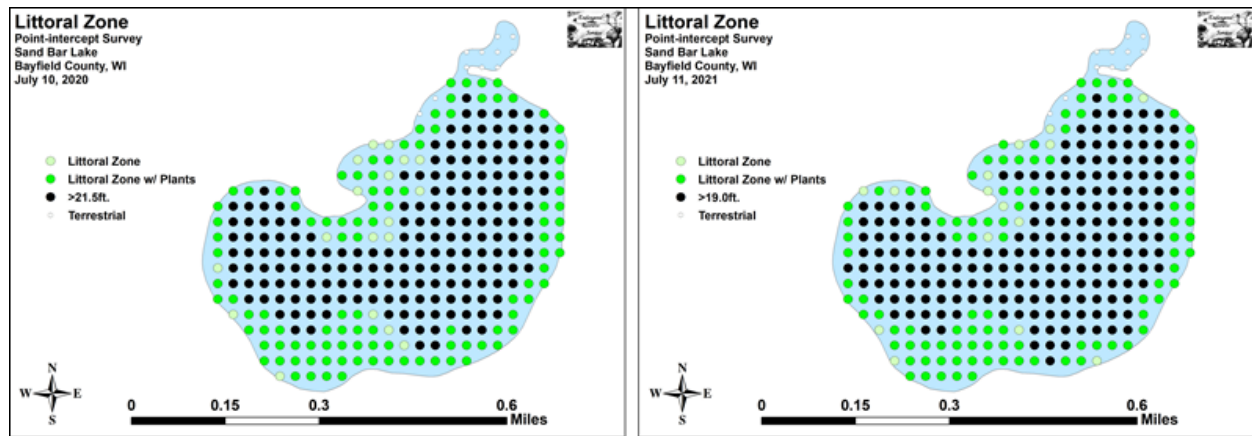 Littoral Zone
Point-intercept Survey
Sand Bar Lake
Bayfield County, WI
July 10, 2020
Littoral Zone
Littoral Zone w/ Plants
>21.5ft.
Terrestrial
N
W E
S
0 0.15 0.3 0.6
Miles
Littoral Zone
Point-intercept Survey
Sand Bar Lake
Bayfield County, WI
July 11, 2021
Littoral Zone
Littoral Zone w/ Plants
>19.0ft.
Terrestrial
N
W E
S
0 0.15 0.3 0.6
Miles